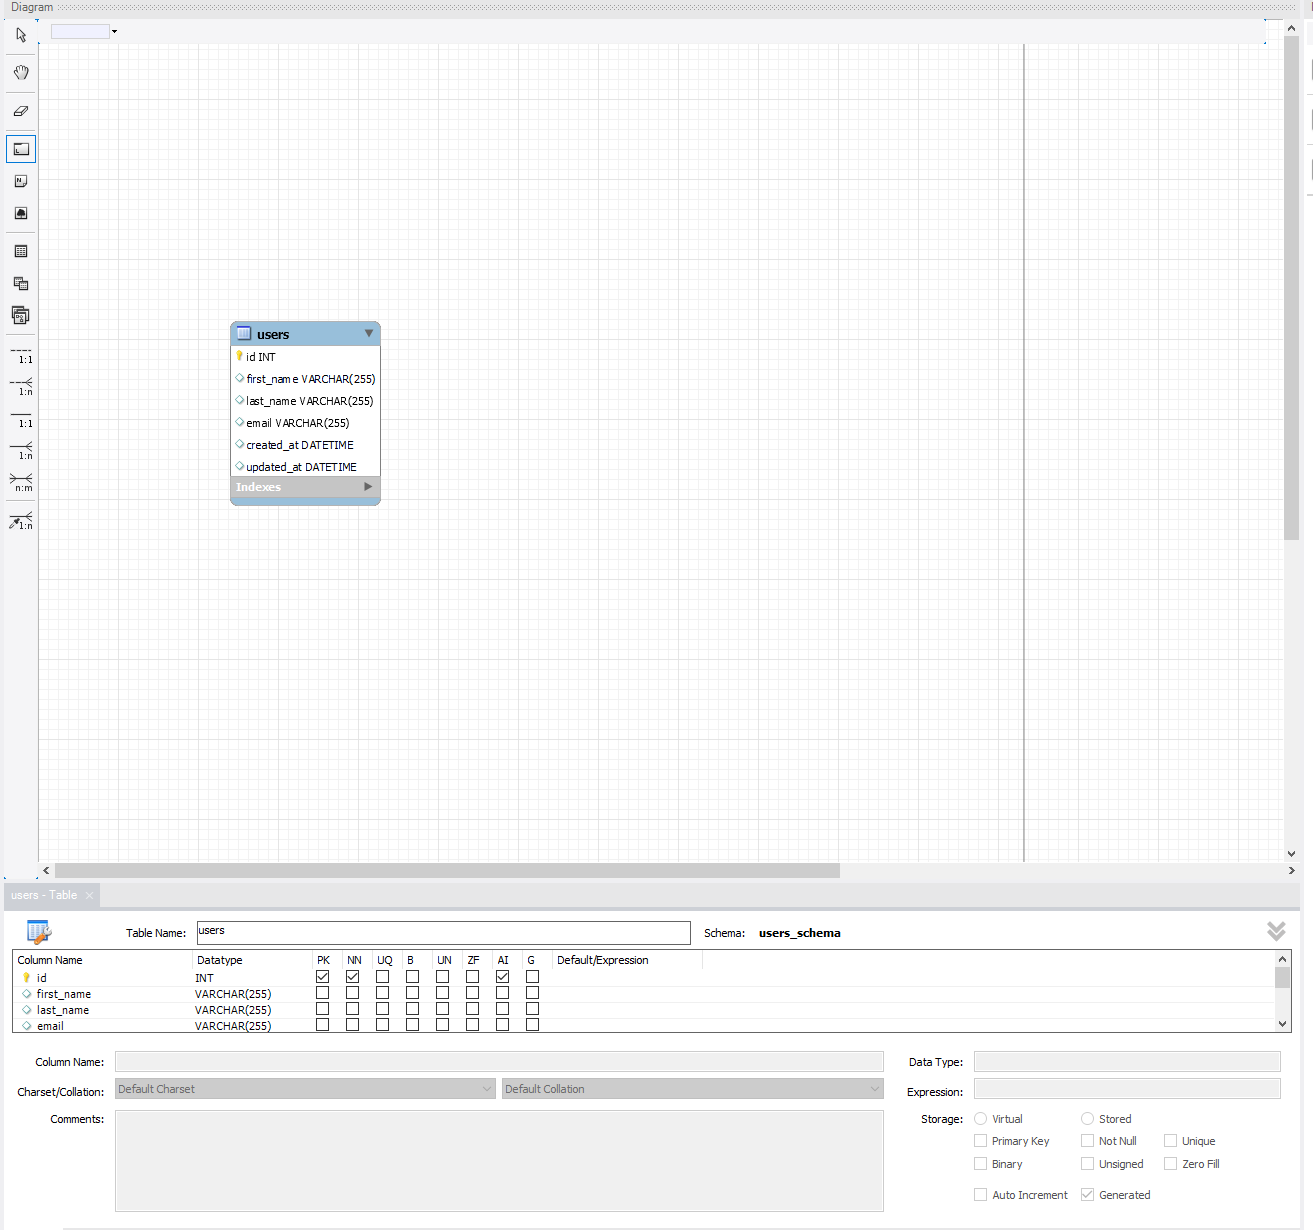 Diagram
1:1
1:n
1:1
1:n
n:m
1:n
users
id INT
first_name VARCHAR(255)
last_name VARCHAR(255)
email VARCHAR(255)
created_at DATETIME
updated_at DATETIME
Indexes
users - Table
Table Name: users Schema: users_schema
Column Name Datatype PK NN UQ B UN ZF AI G Default/Expression
id INT
first_name VARCHAR(255)
last_name VARCHAR(255)
email VARCHAR(255)
Column Name: Data Type:
Charset/Collation: Default Charset Default Collation Expression:
Comments: Storage: Virtual Stored
Primary Key Not Null Unique
Binary Unsigned Zero Fill
Auto Increment Generated